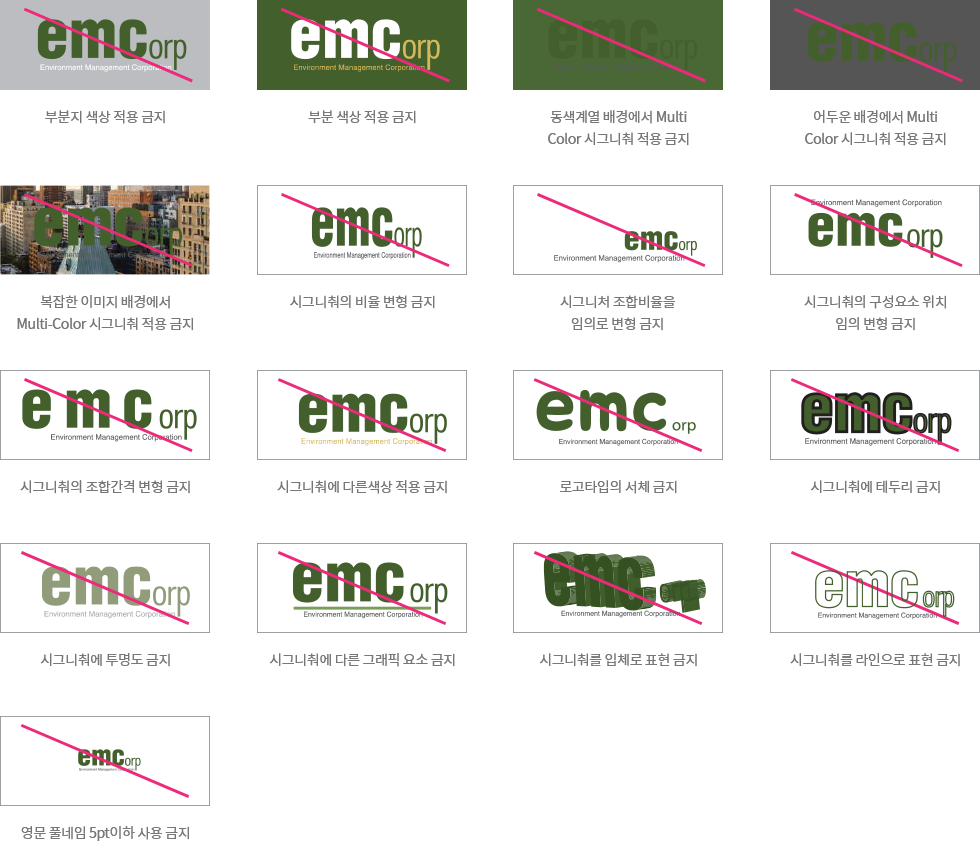 emcorp
Environment Management Corporation
부분지 색상 적용 금지
emcorp
Environment Management Corporation
부분 색상 적용 금지
emcorp
동색계열 배경에서 Multi
Color 시그니춰 적용 금지
emcorp
어두운 배경에서 Multi
Color 시그니춰 적용 금지
emcorp
복잡한 이미지 배경에서
Multi-Color 시그니춰 적용 금지
emcorp
Environment Management Corporation
시그니춰의 비율 변형 금지
emcorp
Environment Management Corporation
시그니처 조합비율을
임의로 변형 금지
Environment Management Corporation
emcorp
시그니춰의 구성요소 위치
임의 변형 금지
e m c orp
Environment Management Corporation
시그니춰의 조합간격 변형 금지
emcorp
Environment Management Corporation
시그니춰에 다른색상 적용 금지
emc orp
Environment Management Corporation
로고타입의 서체 금지
emcorp
Environment Management Corporation
시그니춰에 테두리 금지
emcorp
Environment Management Corporation
시그니춰에 투명도 금지
emc orp
Environment Management Corporation
시그니춰에 다른 그래픽 요소 금지
emc orp
Environment Management Corporation
시그니춰를 입체로 표현 금지
emc orp
Environment Management Corporation
시그니춰를 라인으로 표현 금지
emcorp
Environment Management Corporation
영문 풀네임 5pt이하 사용 금지